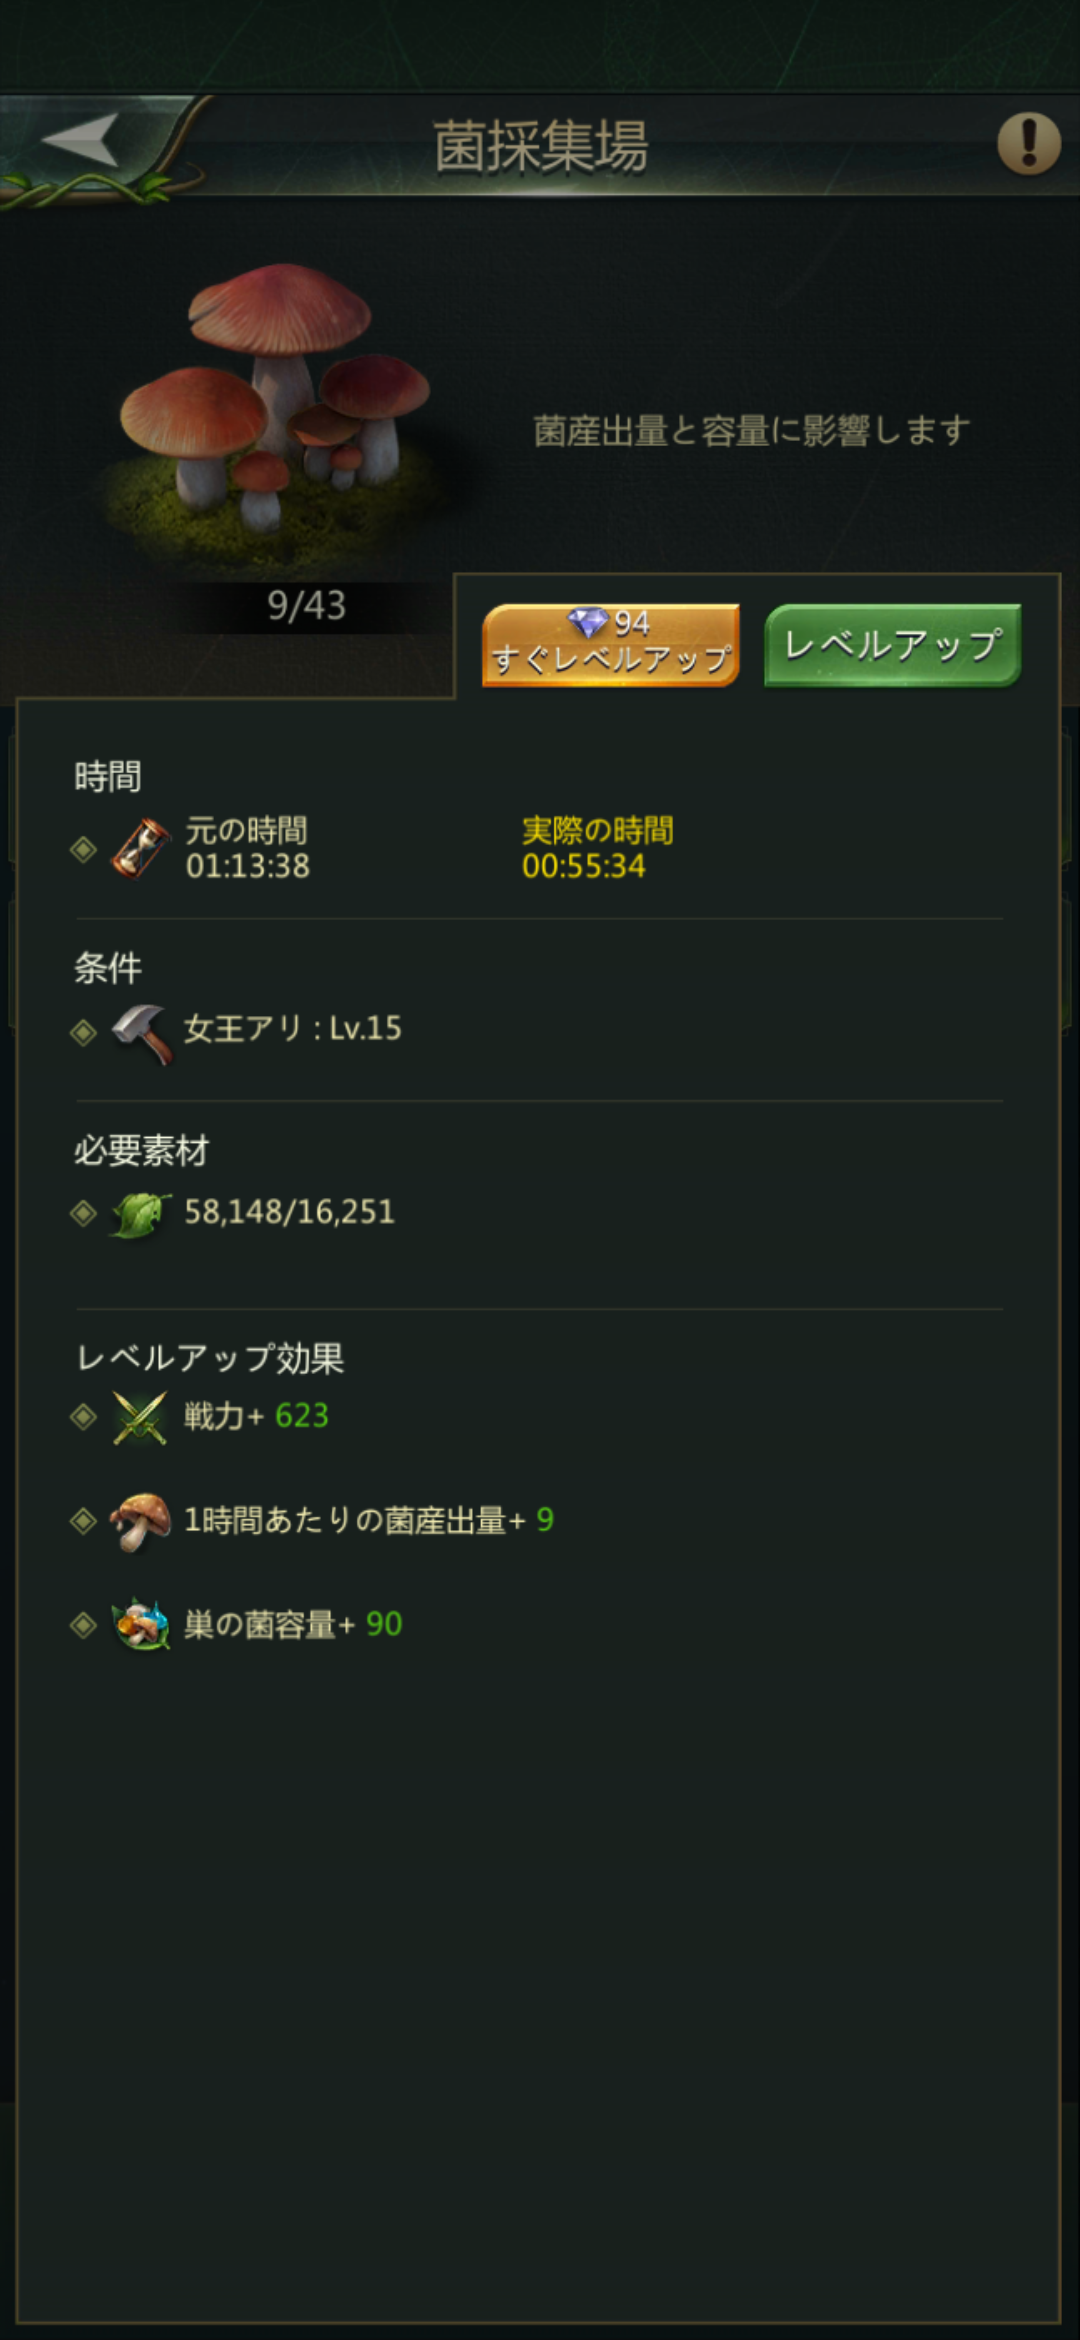 菌採集場
菌産出量と容量に影響します
9/43
94
すぐレベルアップ
レベルアップ
時間
元の時間
01:13:38
実際の時間
00:55:34
条件
女王アリ : Lv.15
必要素材
58,148/16,251
レベルアップ効果
戦力+ 623
1時間あたりの菌産出量+ 9
巣の菌容量+ 90